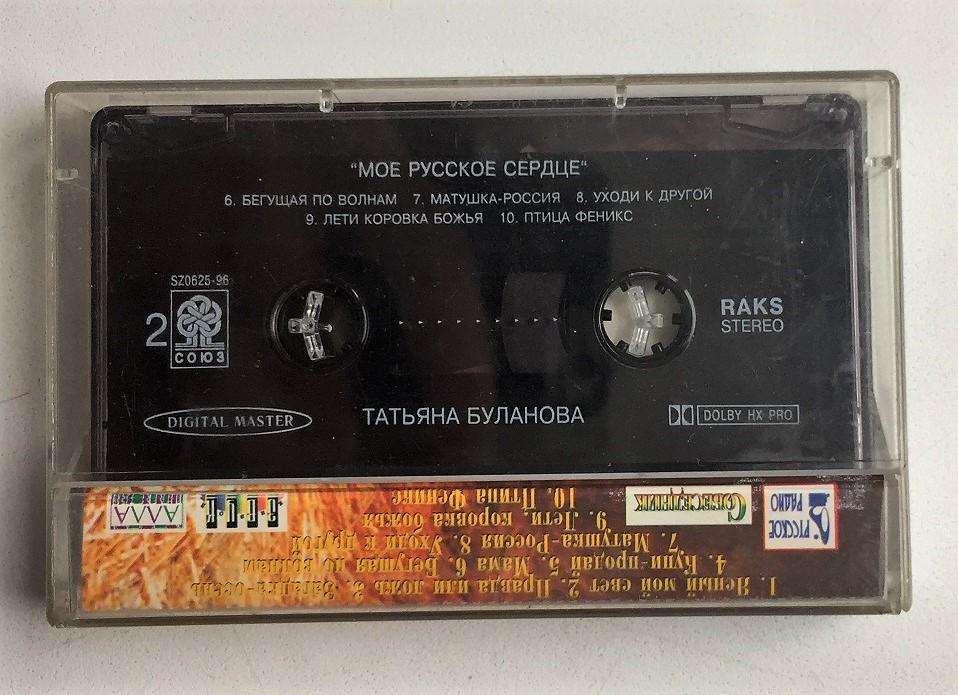 "МОЕ РУССКОЕ СЕРДЦЕ"
6. БЕГУЩАЯ ПО ВОЛНАМ 7. МАТУШКА-РОССИЯ 8. УХОДИ К ДРУГОЙ
9. ЛЕТИ КОРОВКА БОЖЬЯ 10. ПТИЦА ФЕНИКС
SZ0625-96
2
СОЮЗ
RAKS
STEREO
DIGITAL MASTER
ТАТЬЯНА БУЛАНОВА
DOLBY HX PRO
1. Ясный мой свет 2. Правда или ложь 3. Загадка-осень
4. Купи-продай 5. Мама 6. Бегущая по волнам
7. Матушка-Россия 8. Уходи к другой
9. Лети, коровка божья
10. Птица Феникс
РУССКОЕ
РАДИО
Собеседник
АЛЛА